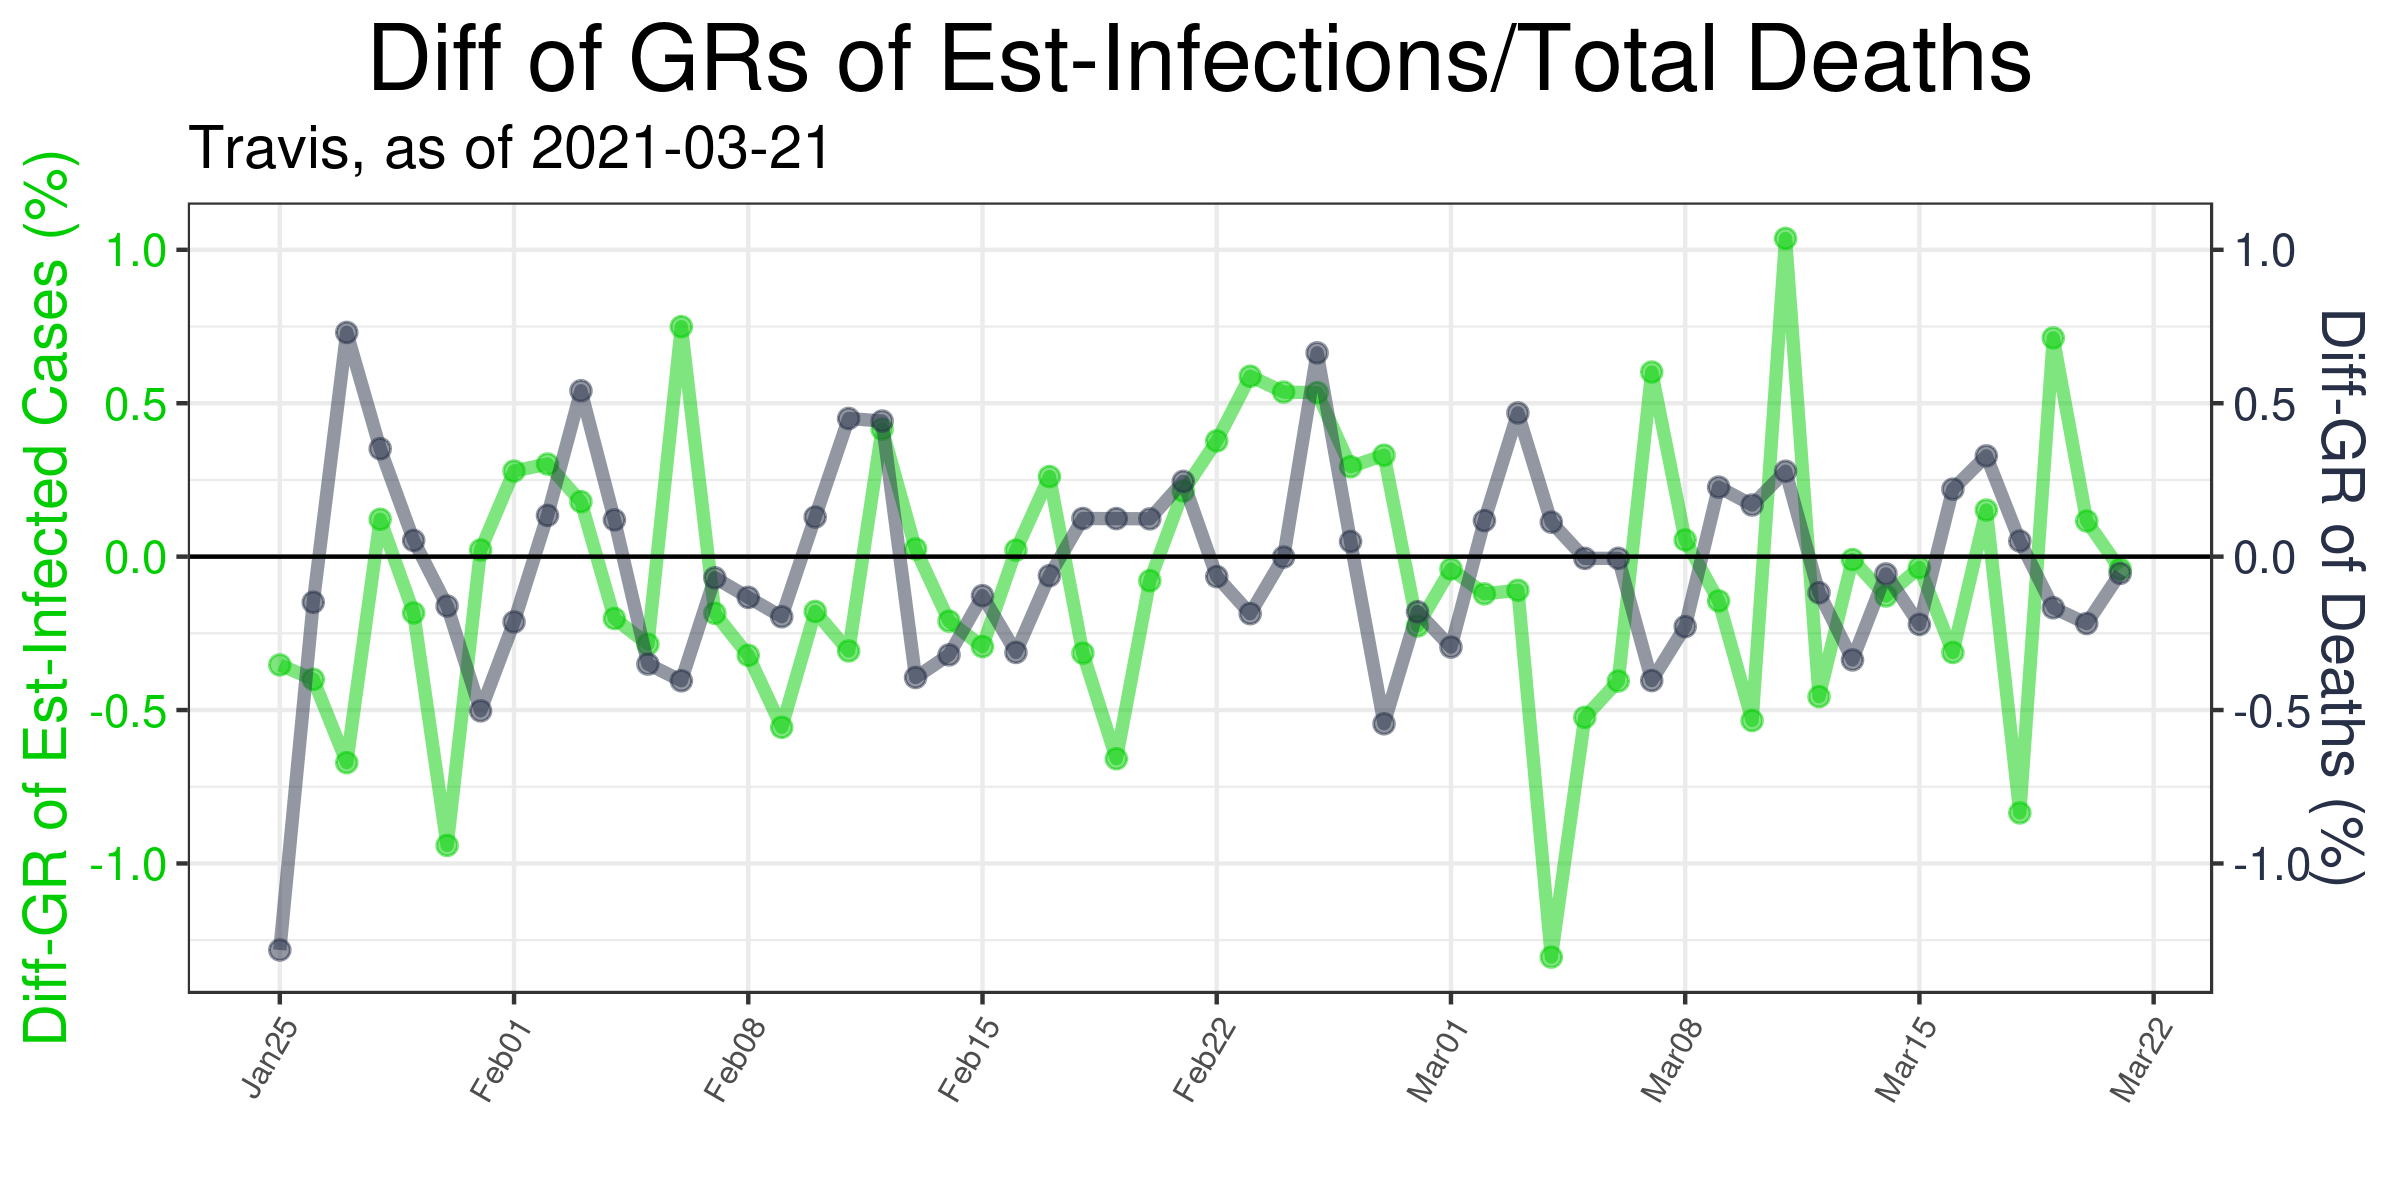 Diff of GRs of Est-Infections/Total Deaths
Travis, as of 2021-03-21
Diff-GR of Est-Infected Cases (%)
1.0
0.5
0.0
-0.5
-1.0
1.0
0.5
0.0
-0.5
-1.0
Diff-GR of Deaths (%)
Jan25
Feb01
Feb08
Feb15
Feb22
Mar01
Mar08
Mar15
Mar22